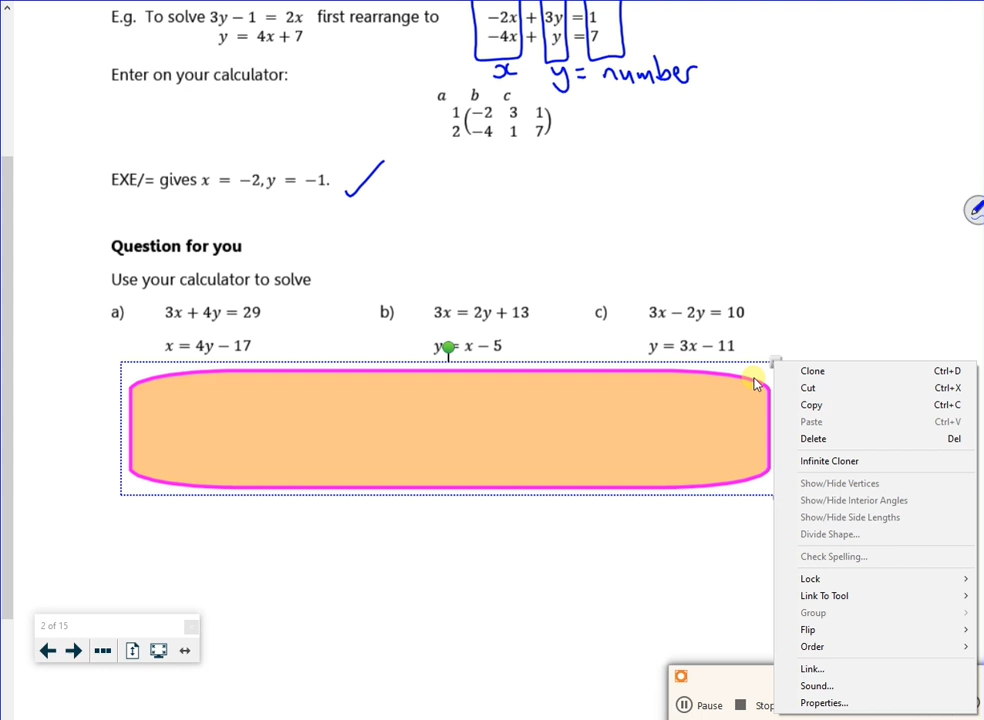 E.g. To solve 3y − 1 = 2x first rearrange to
y = 4x + 7
−2x + 3y = 1
−4x + y = 7
x y = number
Enter on your calculator:
a b c
1 (−2 3 1)
2 (−4 1 7)
EXE/= gives x = −2, y = −1.
Question for you
Use your calculator to solve
a) 3x + 4y = 29 b) 3x = 2y + 13 c) 3x − 2y = 10
x = 4y − 17 y = x − 5 y = 3x − 11
Clone Ctrl+D
Cut Ctrl+X
Copy Ctrl+C
Paste Ctrl+V
Delete Del
Infinite Cloner
Show/Hide Vertices
Show/Hide Interior Angles
Show/Hide Side Lengths
Divide Shape...
Check Spelling...
Lock
Link To Tool
Group
Flip
Order
Link...
Sound...
Properties...
2 of 15
Pause Stop